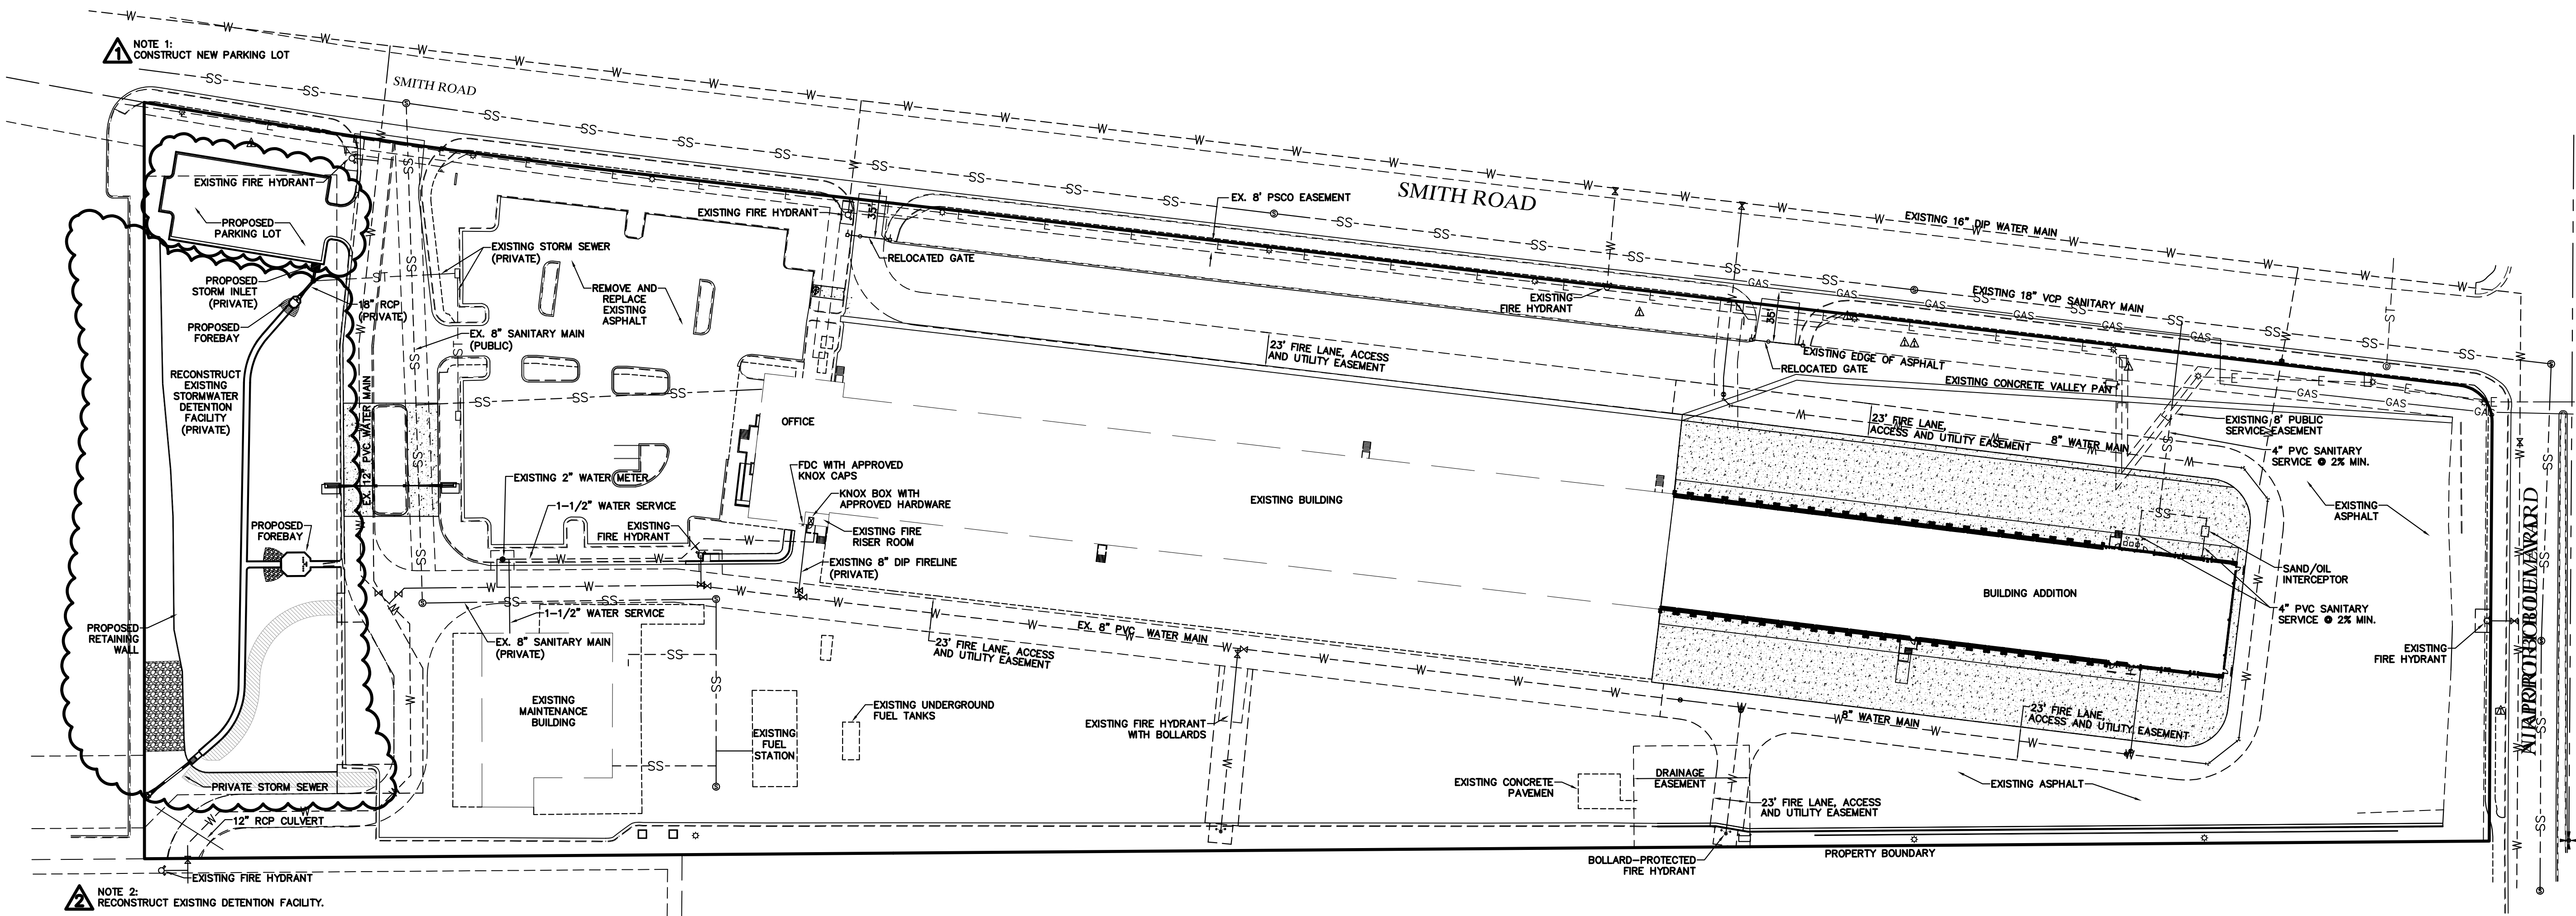 NOTE 1:
CONSTRUCT NEW PARKING LOT
1
SMITH ROAD
SMITH ROAD
EXISTING FIRE HYDRANT
PROPOSED
PARKING LOT
PROPOSED
STORM INLET
(PRIVATE)
18" RCP
(PRIVATE)
PROPOSED
FOREBAY
RECONSTRUCT
EXISTING
STORMWATER
DETENTION
FACILITY
(PRIVATE)
EX. 12" PVC WATER MAIN
PROPOSED
FOREBAY
PROPOSED
RETAINING
WALL
PRIVATE STORM SEWER
12" RCP CULVERT
EXISTING FIRE HYDRANT
2
NOTE 2:
RECONSTRUCT EXISTING DETENTION FACILITY.
EXISTING STORM SEWER
(PRIVATE)
EX. 8" SANITARY MAIN
(PUBLIC)
REMOVE AND
REPLACE
EXISTING
ASPHALT
EXISTING FIRE HYDRANT
35'
RELOCATED GATE
EX. 8' PSCO EASEMENT
OFFICE
FDC WITH APPROVED
KNOX CAPS
KNOX BOX WITH
APPROVED HARDWARE
EXISTING FIRE
RISER ROOM
EXISTING 8" DIP FIRELINE
(PRIVATE)
EXISTING 2" WATER METER
1-1/2" WATER SERVICE
EXISTING
FIRE HYDRANT
1-1/2" WATER SERVICE
EX. 8" SANITARY MAIN
(PRIVATE)
EXISTING
MAINTENANCE
BUILDING
EXISTING
FUEL
STATION
EXISTING UNDERGROUND
FUEL TANKS
23' FIRE LANE, ACCESS
AND UTILITY EASEMENT
EX. 8" PVC WATER MAIN
EXISTING FIRE HYDRANT
WITH BOLLARDS
EXISTING BUILDING
23' FIRE LANE, ACCESS
AND UTILITY EASEMENT
EXISTING
FIRE HYDRANT
EXISTING 16" DIP WATER MAIN
EXISTING 18" VCP SANITARY MAIN
35'
EXISTING EDGE OF ASPHALT
RELOCATED GATE
EXISTING CONCRETE VALLEY PAN
23' FIRE LANE,
ACCESS AND UTILITY EASEMENT
8" WATER MAIN
EXISTING 8' PUBLIC
SERVICE EASEMENT
4" PVC SANITARY
SERVICE @ 2% MIN.
EXISTING
ASPHALT
SAND/OIL
INTERCEPTOR
BUILDING ADDITION
4" PVC SANITARY
SERVICE @ 2% MIN.
EXISTING
FIRE HYDRANT
23' FIRE LANE
ACCESS AND UTILITY EASEMENT
8" WATER MAIN
DRAINAGE
EASEMENT
EXISTING CONCRETE
PAVEMEN
EXISTING ASPHALT
23' FIRE LANE, ACCESS
AND UTILITY EASEMENT
BOLLARD-PROTECTED
FIRE HYDRANT
PROPERTY BOUNDARY